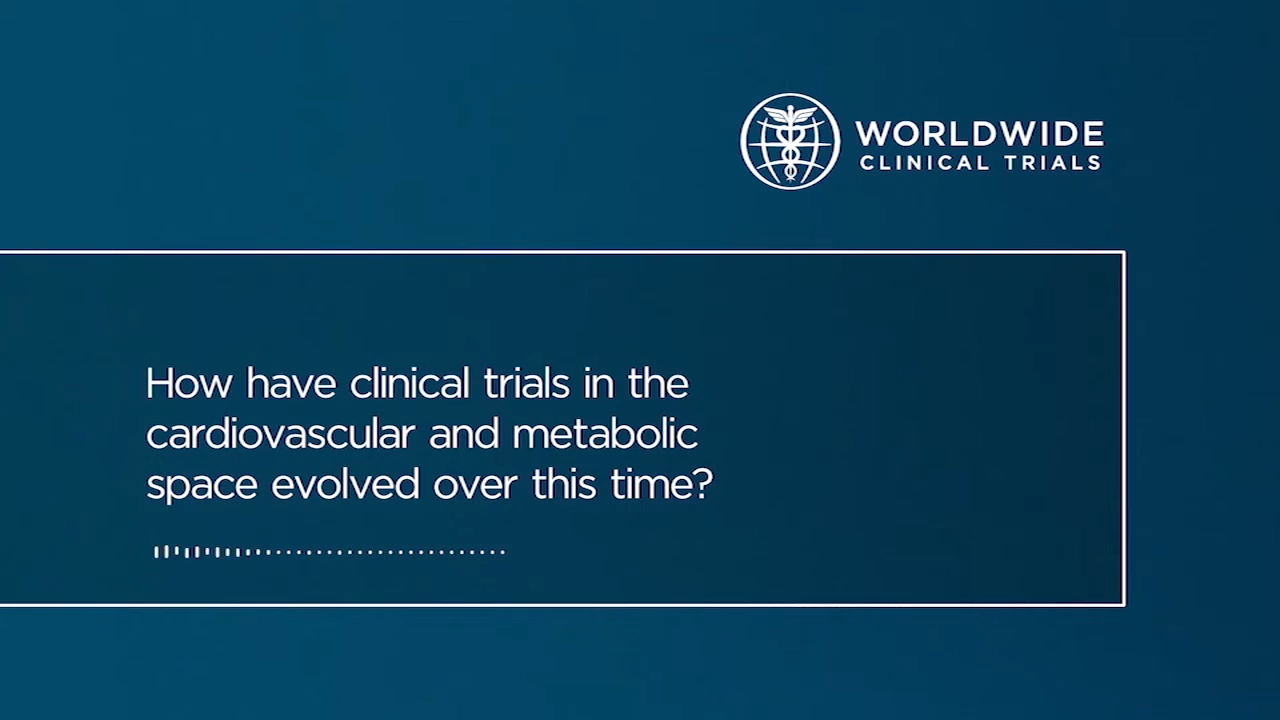 WORLDWIDE
CLINICAL TRIALS
How have clinical trials in the
cardiovascular and metabolic
space evolved over this time?